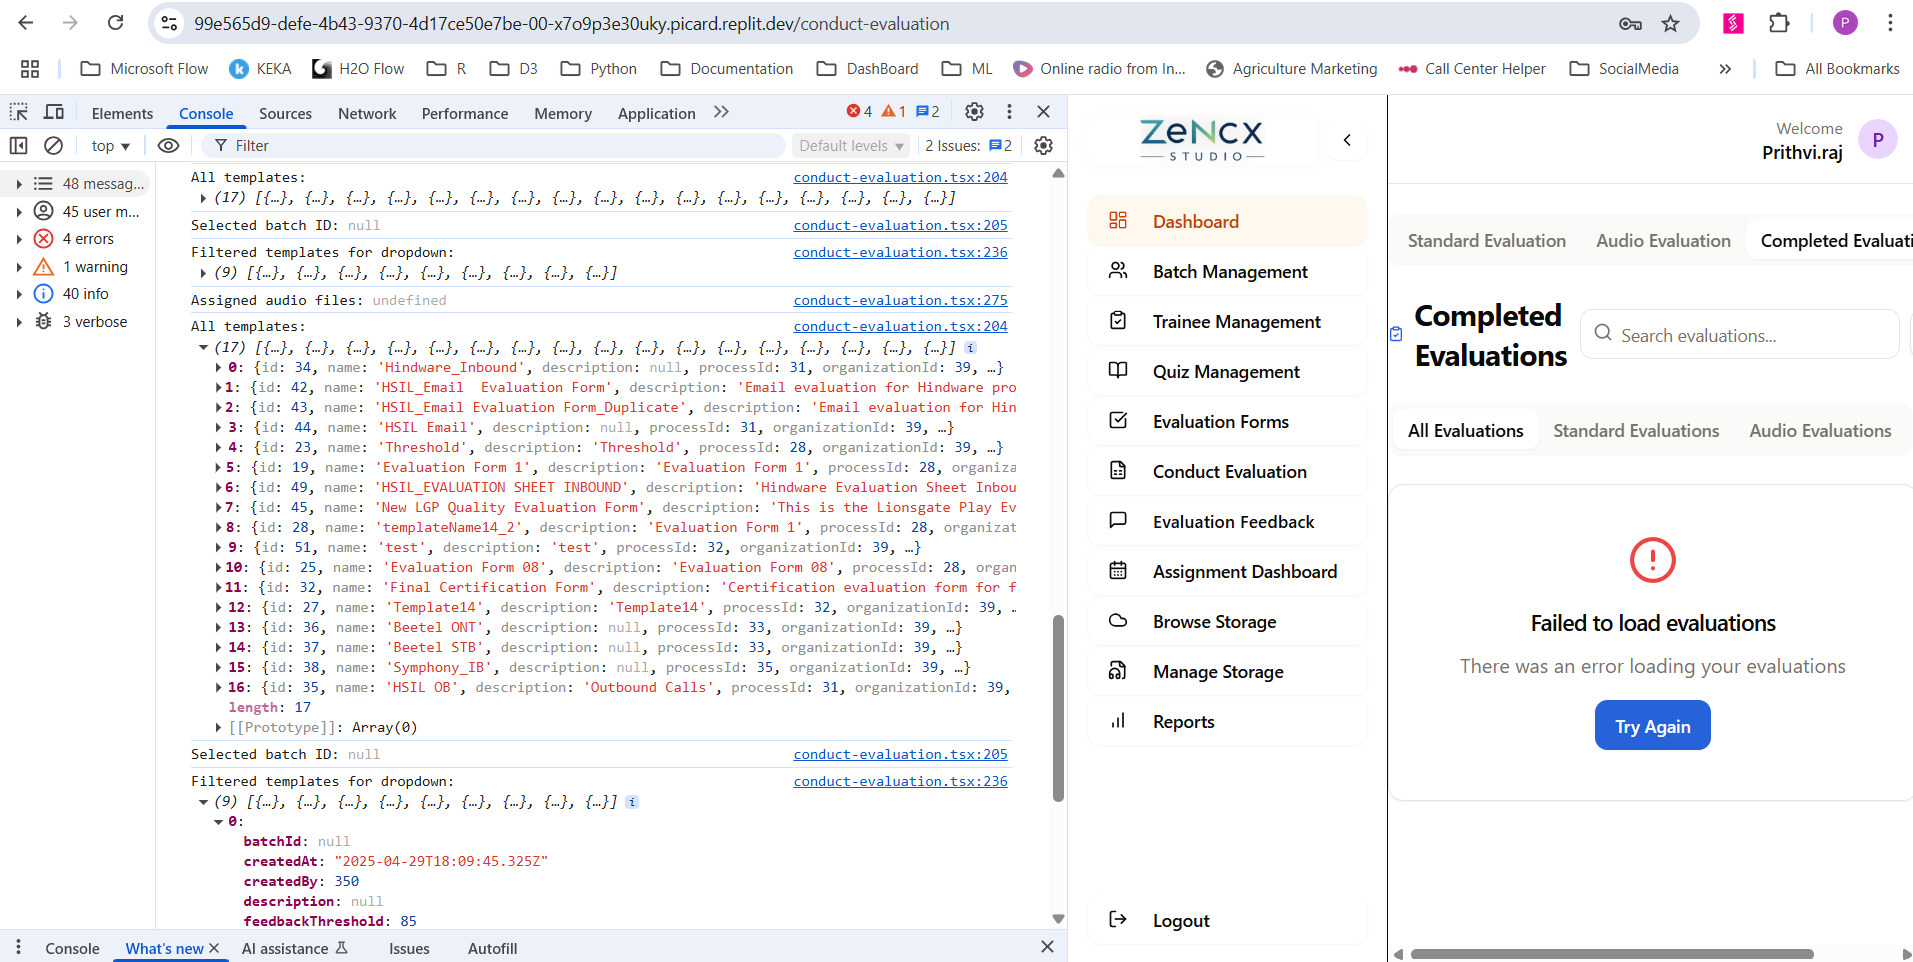 99e565d9-defe-4b43-9370-4d17ce50e7be-00-x7o9p3e30uky.picard.replit.dev/conduct-evaluation
P
Microsoft Flow KEKA H2O Flow R D3 Python Documentation DashBoard ML Online radio from In... Agriculture Marketing Call Center Helper SocialMedia » All Bookmarks
Elements Console Sources Network Performance Memory Application 4 1 2
top Filter Default levels 2 Issues: 2
48 messag...
45 user m...
4 errors
1 warning
40 info
3 verbose
All templates: conduct-evaluation.tsx:204
(17) [{…}, {…}, {…}, {…}, {…}, {…}, {…}, {…}, {…}, {…}, {…}, {…}, {…}, {…}, {…}, {…}, {…}]
Selected batch ID: null conduct-evaluation.tsx:205
Filtered templates for dropdown: conduct-evaluation.tsx:236
(9) [{…}, {…}, {…}, {…}, {…}, {…}, {…}, {…}, {…}]
Assigned audio files: undefined conduct-evaluation.tsx:275
All templates: conduct-evaluation.tsx:204
(17) [{…}, {…}, {…}, {…}, {…}, {…}, {…}, {…}, {…}, {…}, {…}, {…}, {…}, {…}, {…}, {…}, {…}] i
0: {id: 34, name: 'Hindware_Inbound', description: null, processId: 31, organizationId: 39, …}
1: {id: 42, name: 'HSIL_Email  Evaluation Form', description: 'Email evaluation for Hindware pro
2: {id: 43, name: 'HSIL_Email Evaluation Form_Duplicate', description: 'Email evaluation for Hin
3: {id: 44, name: 'HSIL Email', description: null, processId: 31, organizationId: 39, …}
4: {id: 23, name: 'Threshold', description: 'Threshold', processId: 28, organizationId: 39, …}
5: {id: 19, name: 'Evaluation Form 1', description: 'Evaluation Form 1', processId: 28, organiza
6: {id: 49, name: 'HSIL_EVALUATION SHEET INBOUND', description: 'Hindware Evaluation Sheet Inbou
7: {id: 45, name: 'New LGP Quality Evaluation Form', description: 'This is the Lionsgate Play Ev
8: {id: 28, name: 'templateName14_2', description: 'Evaluation Form 1', processId: 28, organizat
9: {id: 51, name: 'test', description: 'test', processId: 32, organizationId: 39, …}
10: {id: 25, name: 'Evaluation Form 08', description: 'Evaluation Form 08', processId: 28, organ
11: {id: 32, name: 'Final Certification Form', description: 'Certification evaluation form for f
12: {id: 27, name: 'Template14', description: 'Template14', processId: 32, organizationId: 39, …
13: {id: 36, name: 'Beetel ONT', description: null, processId: 33, organizationId: 39, …}
14: {id: 37, name: 'Beetel STB', description: null, processId: 33, organizationId: 39, …}
15: {id: 38, name: 'Symphony_IB', description: null, processId: 35, organizationId: 39, …}
16: {id: 35, name: 'HSIL OB', description: 'Outbound Calls', processId: 31, organizationId: 39,
length: 17
[[Prototype]]: Array(0)
Selected batch ID: null conduct-evaluation.tsx:205
Filtered templates for dropdown: conduct-evaluation.tsx:236
(9) [{…}, {…}, {…}, {…}, {…}, {…}, {…}, {…}, {…}] i
0:
batchId: null
createdAt: "2025-04-29T18:09:45.325Z"
createdBy: 350
description: null
feedbackThreshold: 85
Console What's new AI assistance Issues Autofill
ZeNCX
STUDIO
Dashboard
Batch Management
Trainee Management
Quiz Management
Evaluation Forms
Conduct Evaluation
Evaluation Feedback
Assignment Dashboard
Browse Storage
Manage Storage
Reports
Logout
Welcome
Prithvi.raj
P
Standard Evaluation Audio Evaluation Completed Evaluati
Completed
Evaluations
Search evaluations...
All Evaluations Standard Evaluations Audio Evaluations
Failed to load evaluations
There was an error loading your evaluations
Try Again